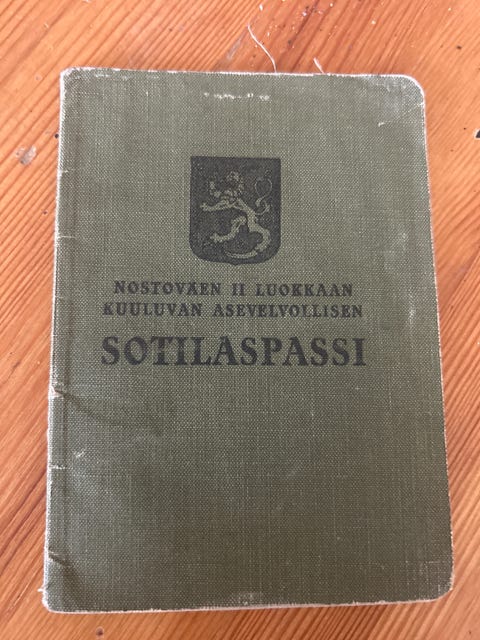 NOSTOVÄEN II LUOKKAAN
KUULUVAN ASEVELVOLLISEN
SOTILASPASSI